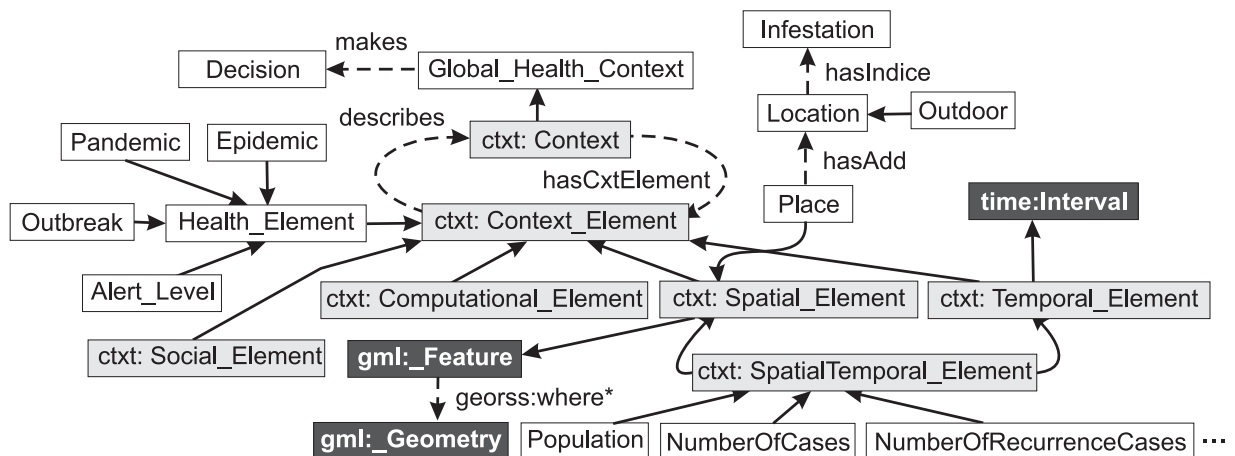 Infestation
makes
Decision
Global_Health_Context
hasIndice
describes
Location
Outdoor
Pandemic
Epidemic
ctxt: Context
hasAdd
hasCxtElement
Place
time:Interval
Outbreak
Health_Element
ctxt: Context_Element
Alert_Level
ctxt: Computational_Element
ctxt: Spatial_Element
ctxt: Temporal_Element
ctxt: Social_Element
gml:_Feature
ctxt: SpatialTemporal_Element
georss:where*
gml:_Geometry
Population
NumberOfCases
NumberOfRecurrenceCases
...